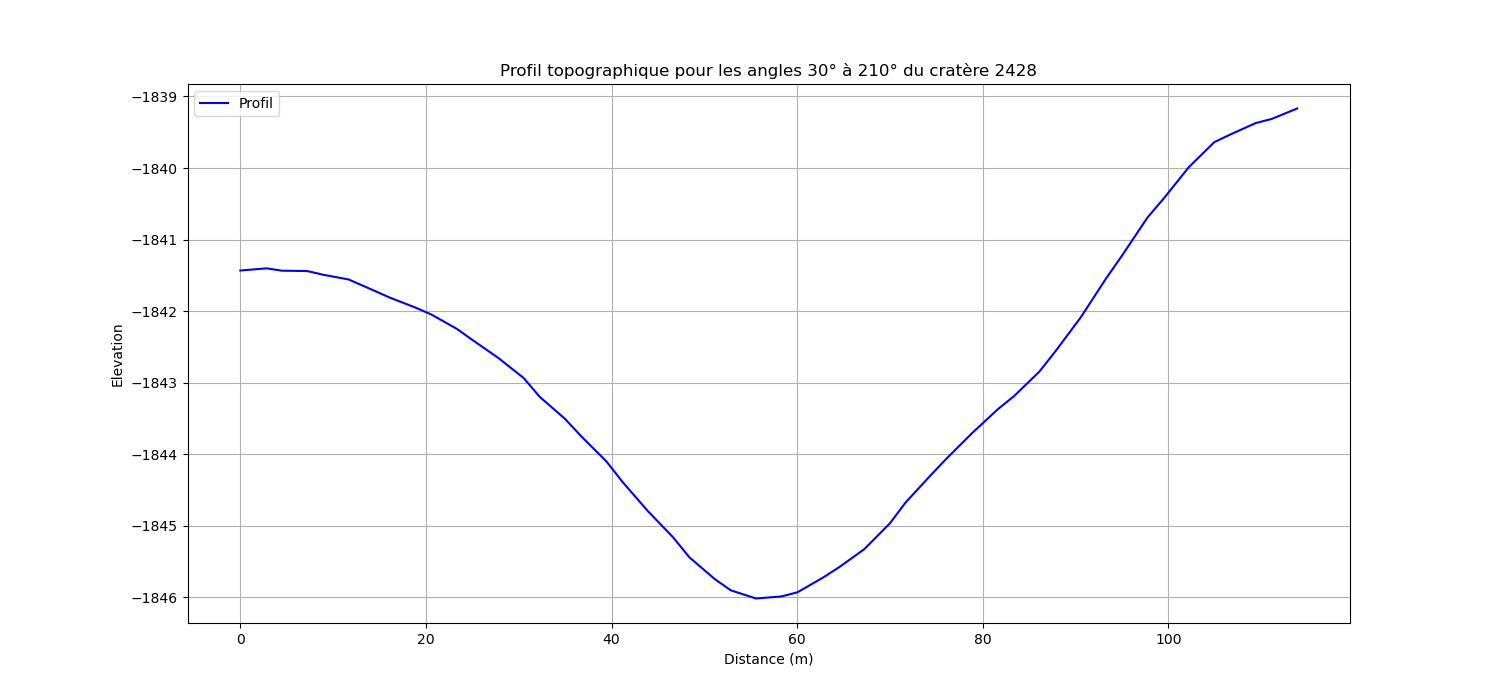 Profil topographique pour les angles 30° à 210° du cratère 2428
Profil
−1839
−1840
−1841
−1842
−1843
−1844
−1845
−1846
Elevation
0 20 40 60 80 100
Distance (m)